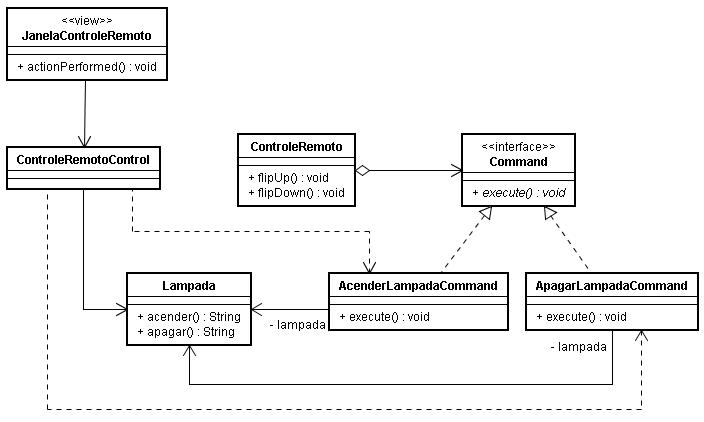 <<view>>
JanelaControleRemoto
+ actionPerformed() : void
ControleRemotoControl
ControleRemoto
+ flipUp() : void
+ flipDown() : void
<<interface>>
Command
+ execute() : void
Lampada
+ acender() : String
+ apagar() : String
- lampada
AcenderLampadaCommand
+ execute() : void
ApagarLampadaCommand
+ execute() : void
- lampada